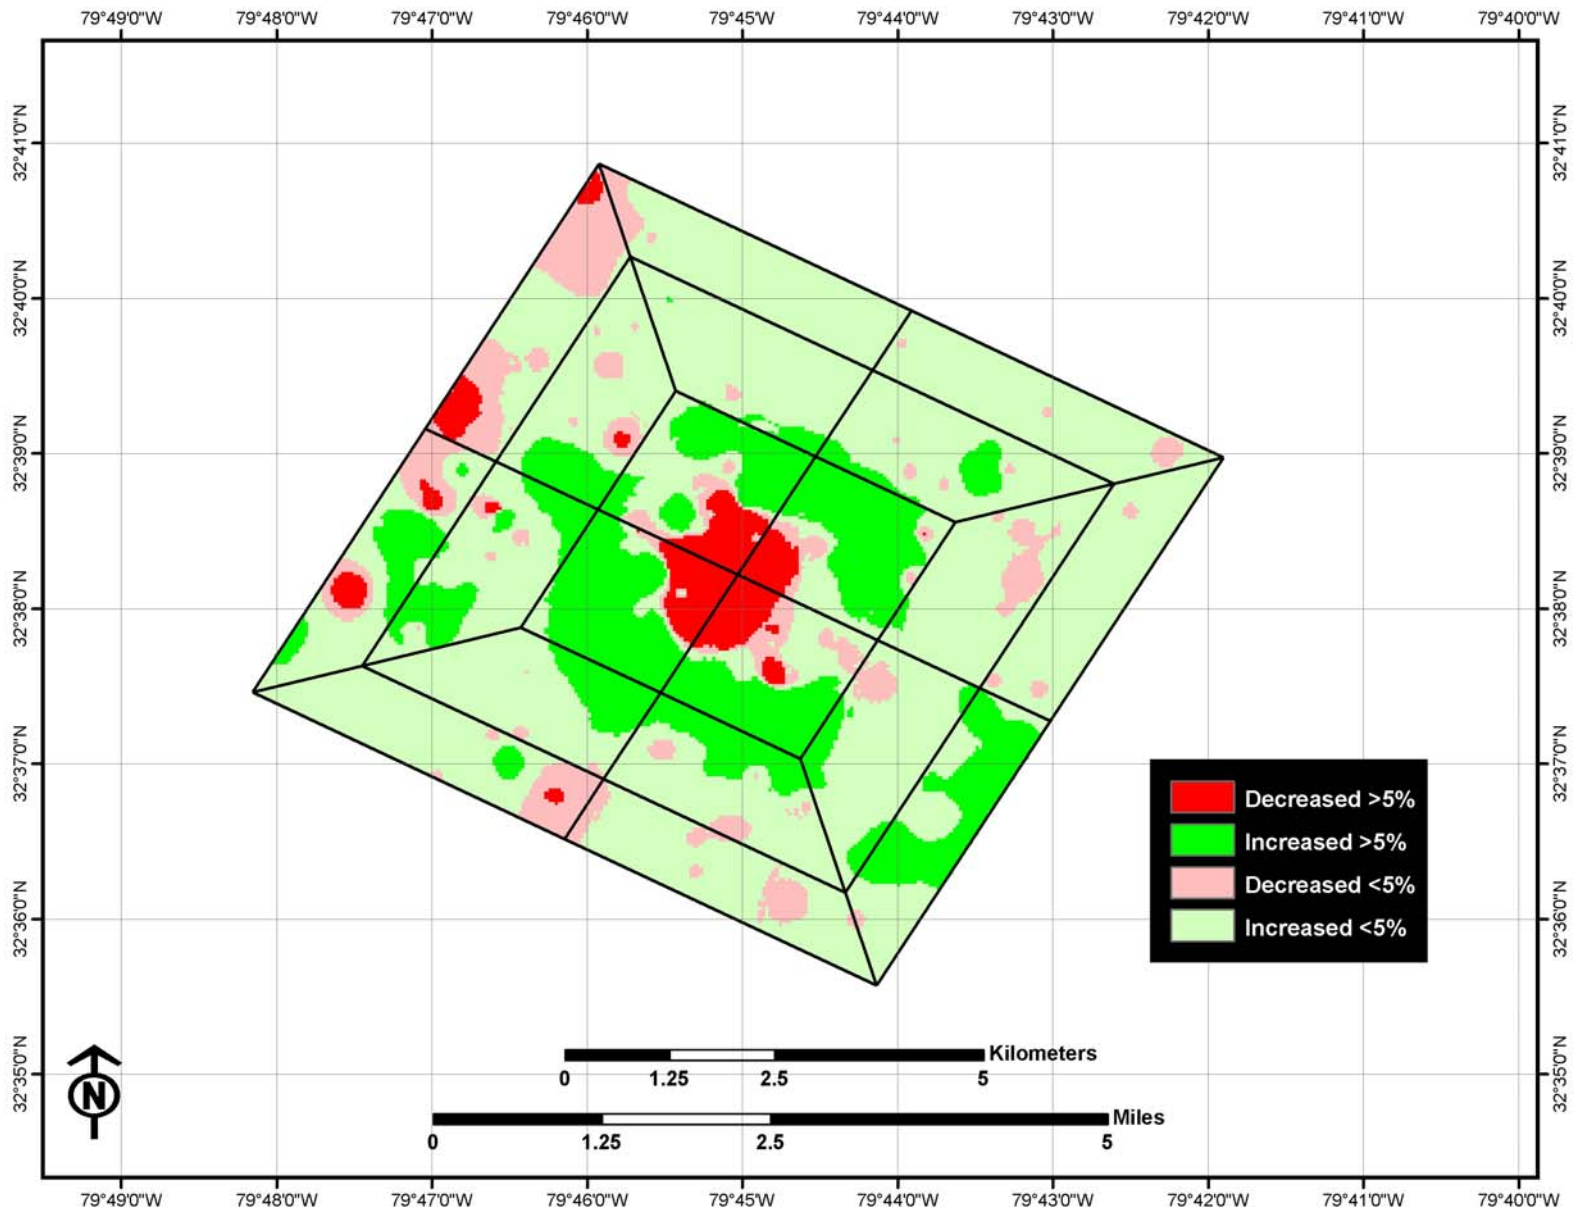 79°49'0"W 79°48'0"W 79°47'0"W 79°46'0"W 79°45'0"W 79°44'0"W 79°43'0"W 79°42'0"W 79°41'0"W 79°40'0"W
32°41'0"N 32°41'0"N
32°40'0"N 32°40'0"N
32°39'0"N 32°39'0"N
32°38'0"N 32°38'0"N
32°37'0"N 32°37'0"N
Decreased >5%
Increased >5%
Decreased <5%
Increased <5%
32°36'0"N 32°36'0"N
32°35'0"N 32°35'0"N
Kilometers
0 1.25 2.5 5
N
Miles
0 1.25 2.5 5
79°49'0"W 79°48'0"W 79°47'0"W 79°46'0"W 79°45'0"W 79°44'0"W 79°43'0"W 79°42'0"W 79°41'0"W 79°40'0"W